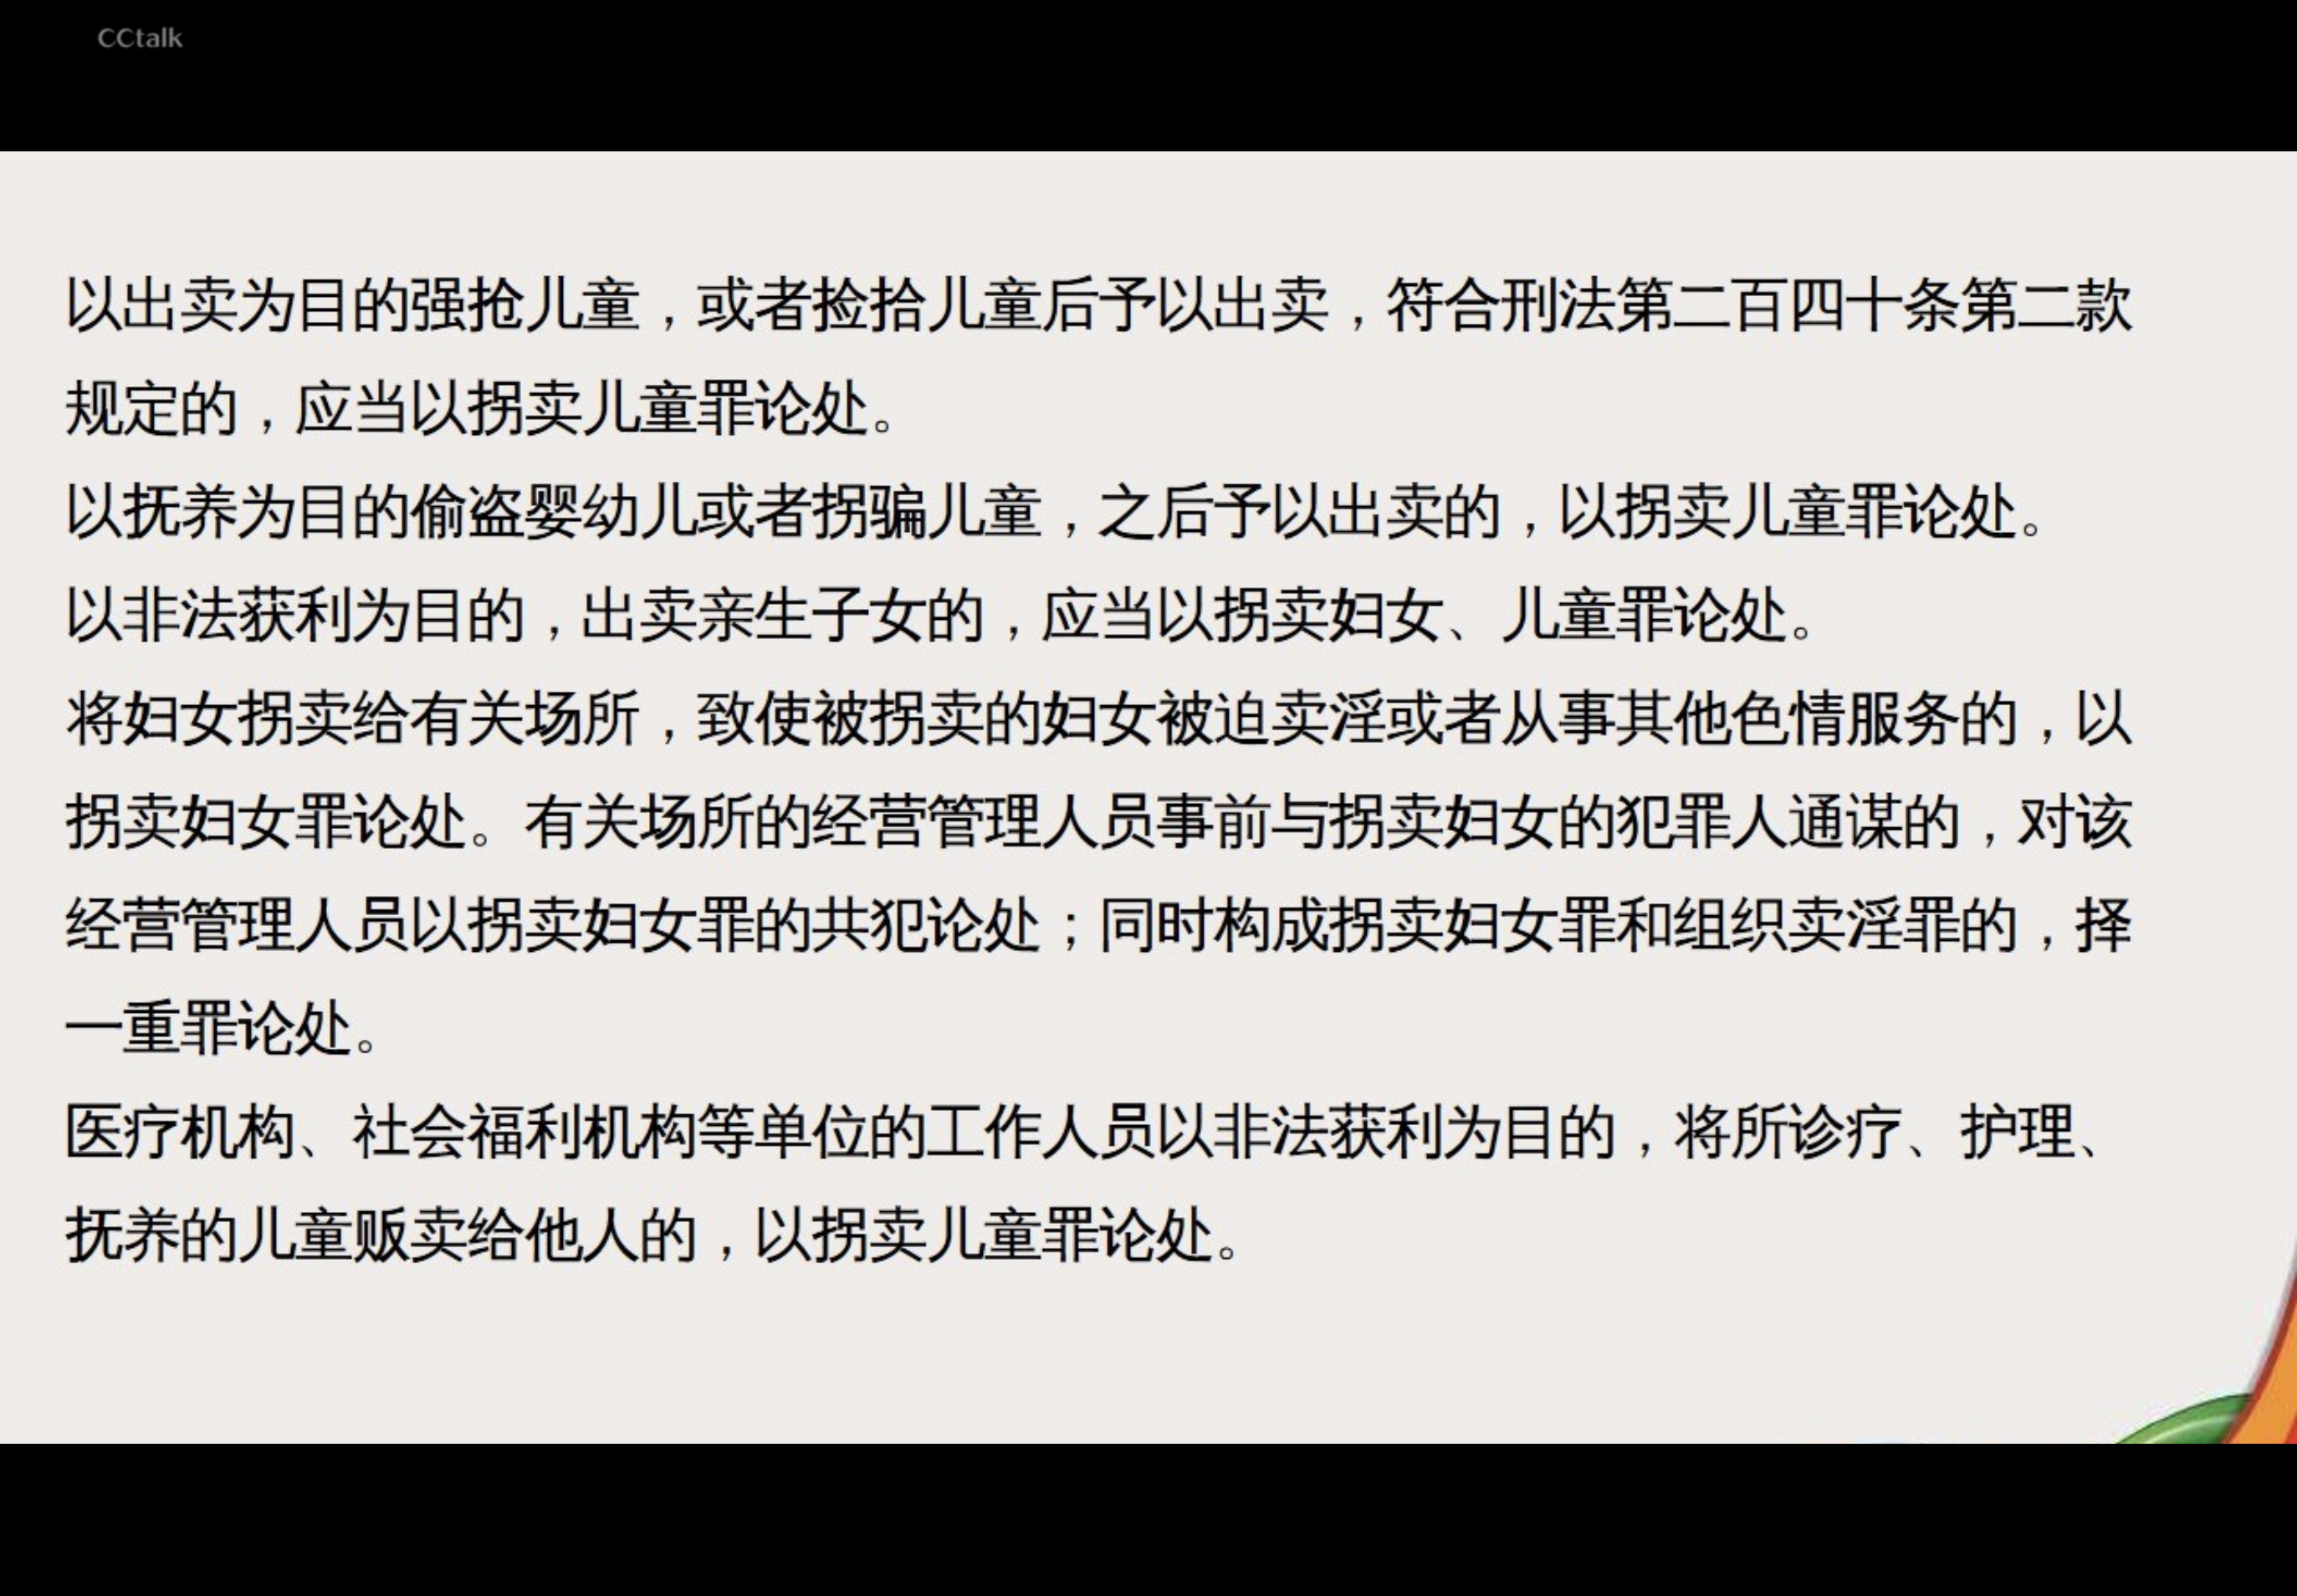 CCtalk
以出卖为目的强抢儿童，或者捡拾儿童后予以出卖，符合刑法第二百四十条第二款
规定的，应当以拐卖儿童罪论处。
以抚养为目的偷盗婴幼儿或者拐骗儿童，之后予以出卖的，以拐卖儿童罪论处。
以非法获利为目的，出卖亲生子女的，应当以拐卖妇女、儿童罪论处。
将妇女拐卖给有关场所，致使被拐卖的妇女被迫卖淫或者从事其他色情服务的，以
拐卖妇女罪论处。有关场所的经营管理人员事前与拐卖妇女的犯罪人通谋的，对该
经营管理人员以拐卖妇女罪的共犯论处；同时构成拐卖妇女罪和组织卖淫罪的，择
一重罪论处。
医疗机构、社会福利机构等单位的工作人员以非法获利为目的，将所诊疗、护理、
抚养的儿童贩卖给他人的，以拐卖儿童罪论处。